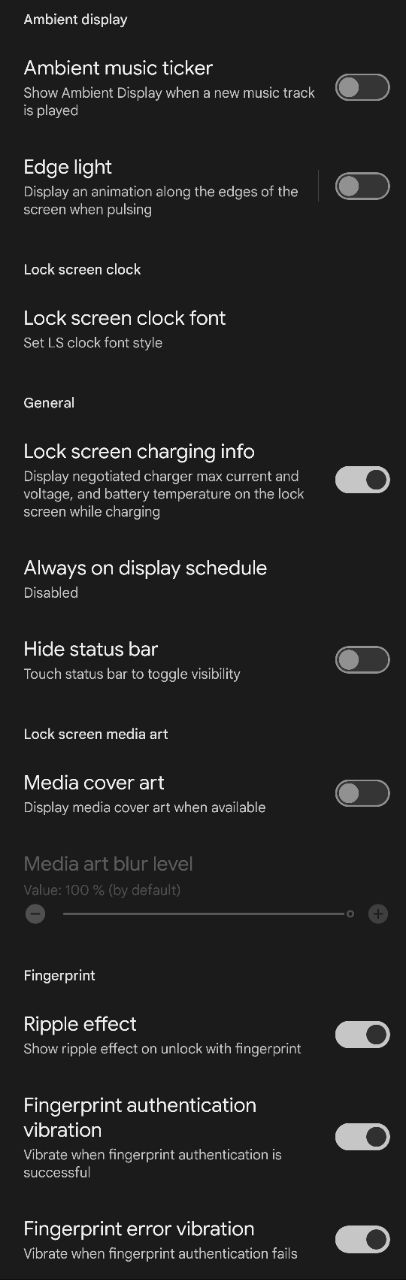 Ambient display
Ambient music ticker
Show Ambient Display when a new music track
is played
Edge light
Display an animation along the edges of the
screen when pulsing
Lock screen clock
Lock screen clock font
Set LS clock font style
General
Lock screen charging info
Display negotiated charger max current and
voltage, and battery temperature on the lock
screen while charging
Always on display schedule
Disabled
Hide status bar
Touch status bar to toggle visibility
Lock screen media art
Media cover art
Display media cover art when available
Media art blur level
Value: 100 % (by default)
Fingerprint
Ripple effect
Show ripple effect on unlock with fingerprint
Fingerprint authentication
vibration
Vibrate when fingerprint authentication is
successful
Fingerprint error vibration
Vibrate when fingerprint authentication fails